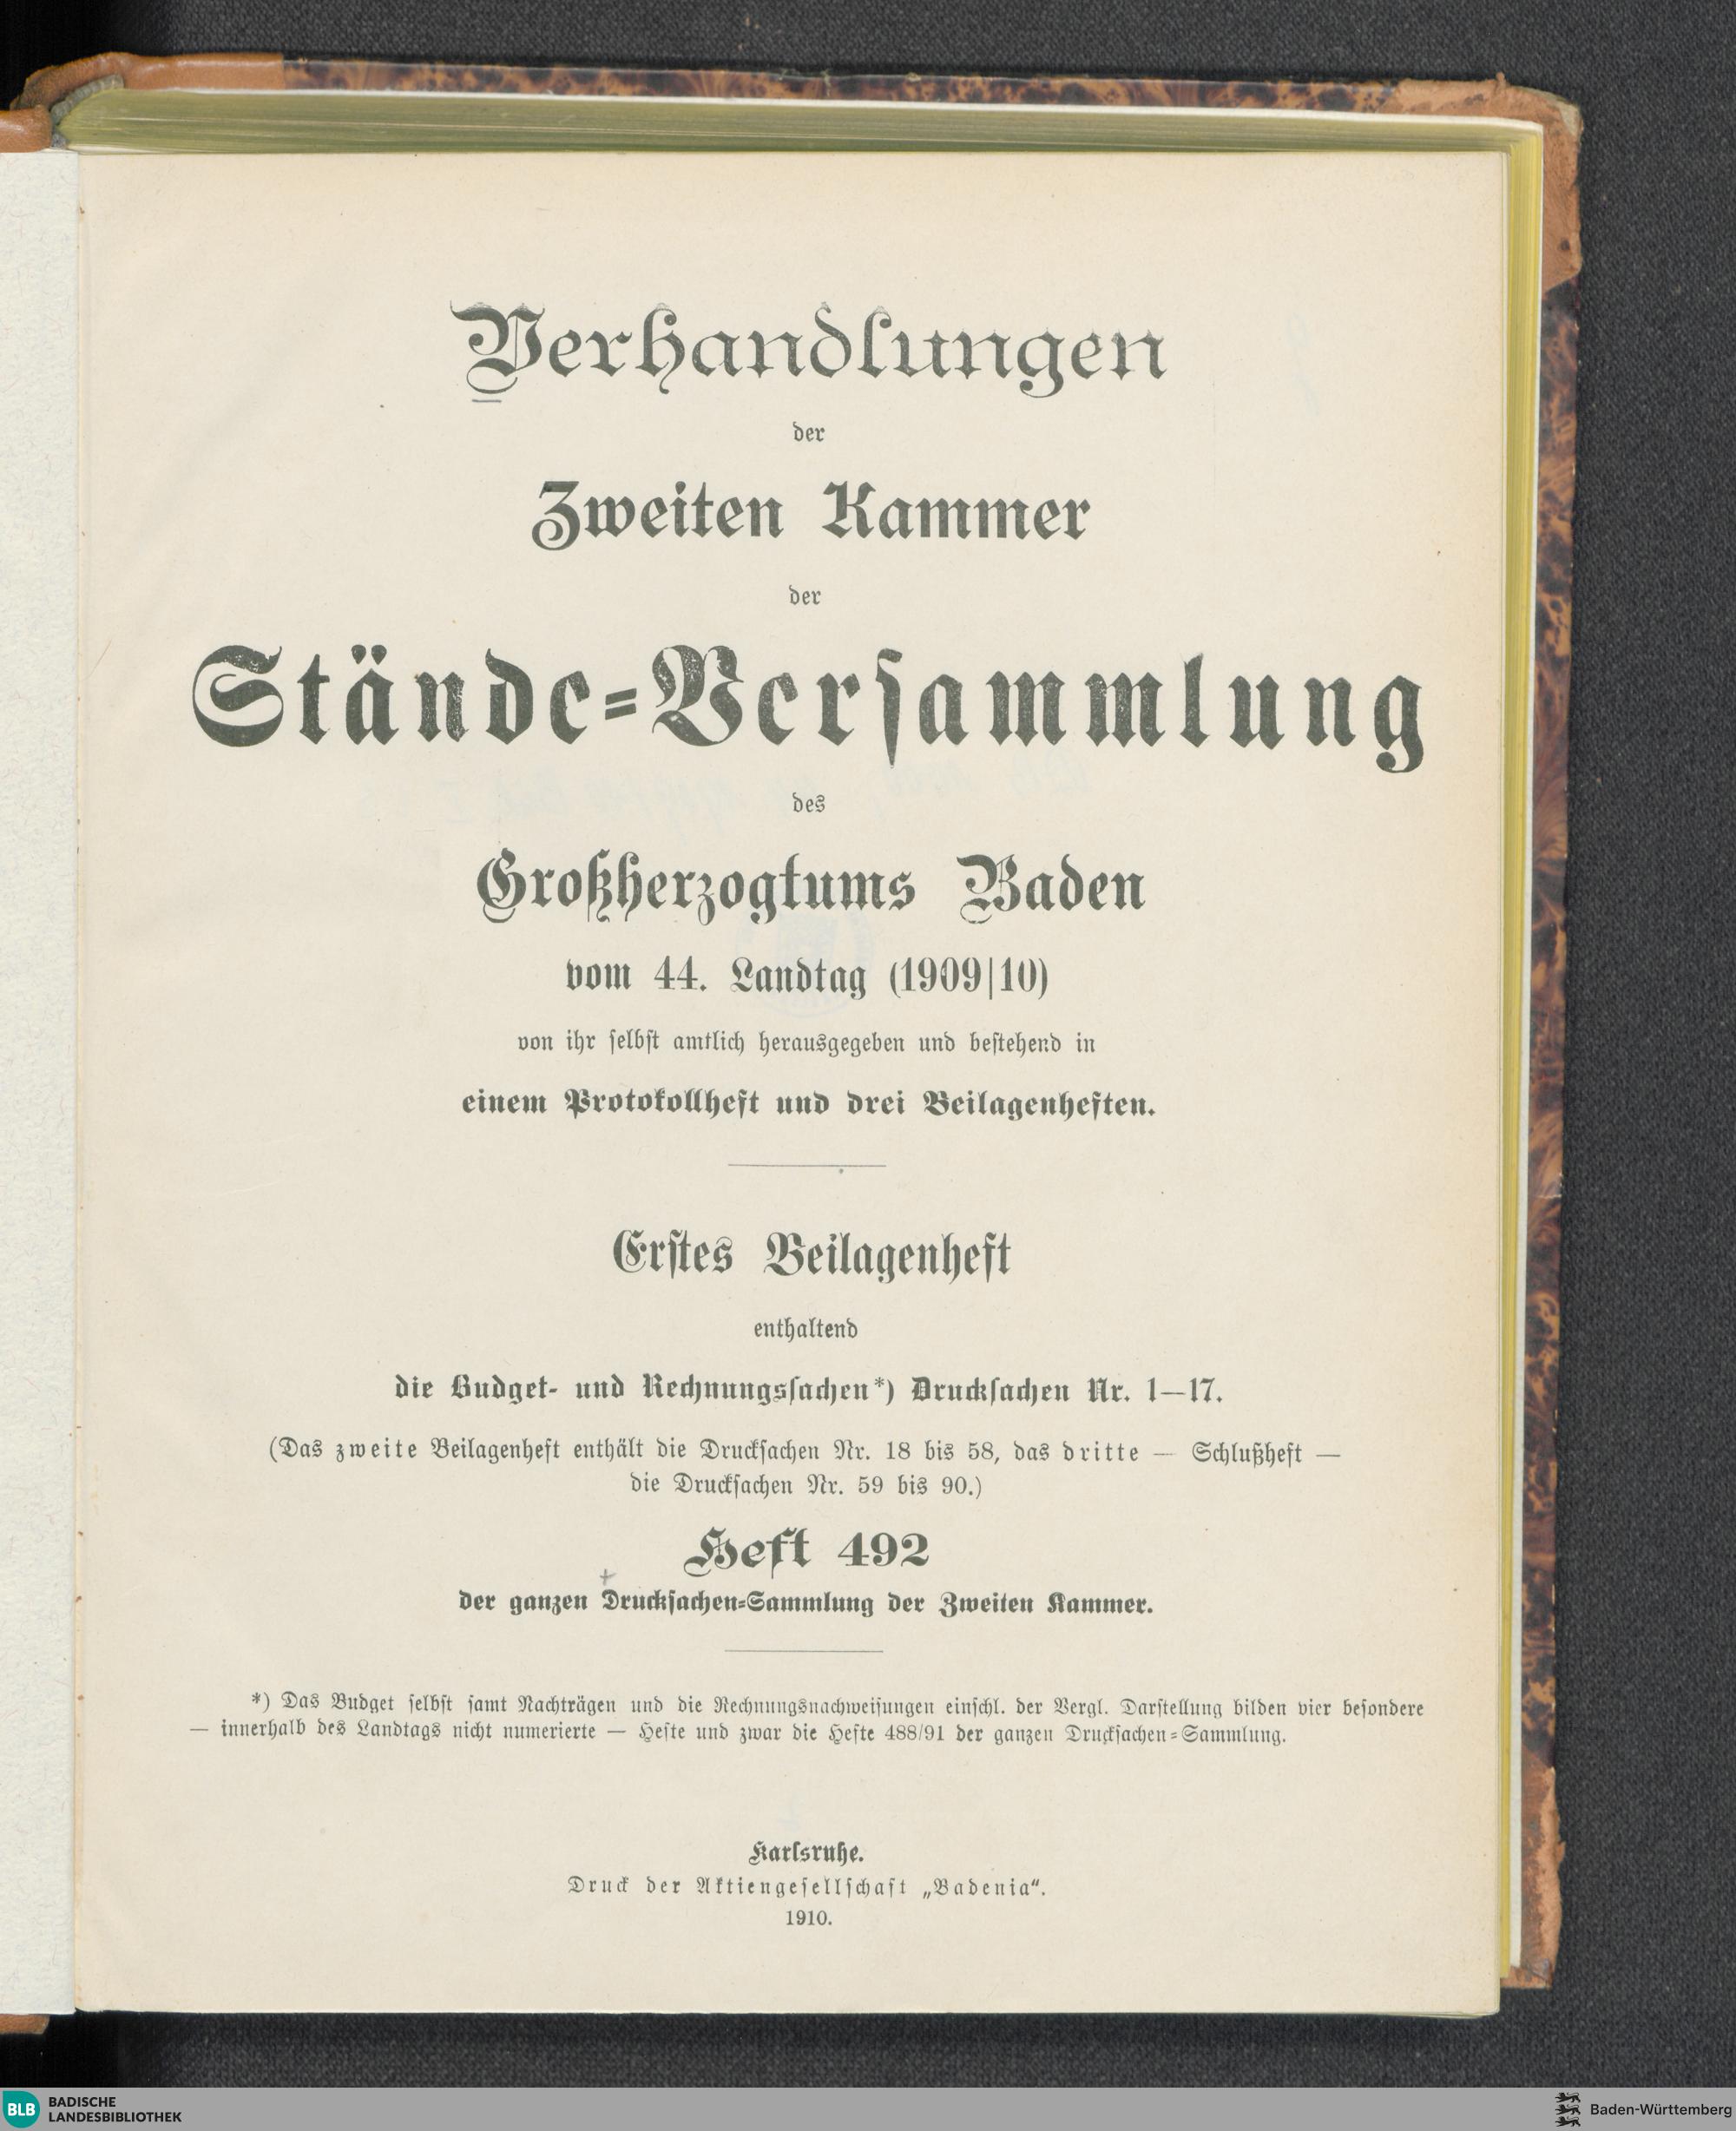 Verhandlungen
der
Zweiten Kammer
der
Stände-Versammlung
des
Großherzogtums Baden
vom 44. Landtag (1909|10)
von ihr selbst amtlich herausgegeben und bestehend in
einem Protokollheft und drei Beilagenheften.
Erstes Beilagenheft
enthaltend
die Budget- und Rechnungssachen*) Drucksachen Nr. 1—17.
(Das zweite Beilagenheft enthält die Drucksachen Nr. 18 bis 58, das dritte — Schlußheft —
die Drucksachen Nr. 59 bis 90.)
Heft 492
der ganzen Drucksachen-Sammlung der Zweiten Kammer.
*) Das Budget selbst samt Nachträgen und die Rechnungsnachweisungen einschl. der Vergl. Darstellung bilden vier besondere
— innerhalb des Landtags nicht numerierte — Hefte und zwar die Hefte 488/91 der ganzen Drucksachen-Sammlung.
Karlsruhe.
Druck der Aktiengesellschaft „Badenia“.
1910.
BLB BADISCHE
LANDESBIBLIOTHEK
Baden-Württemberg